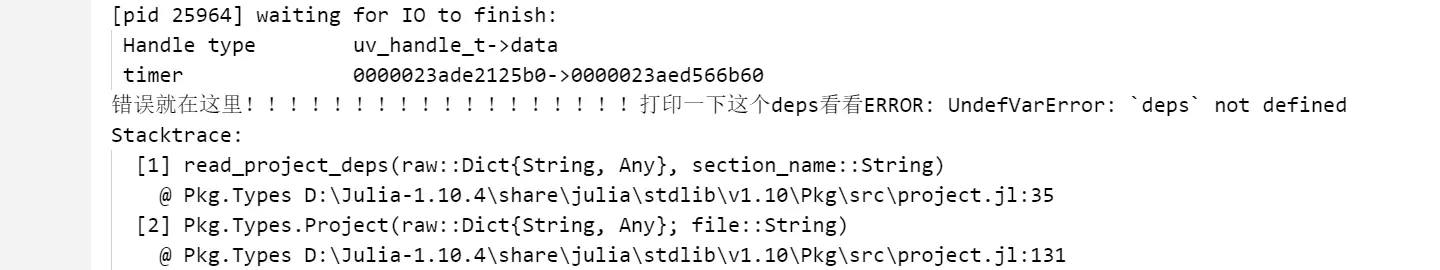 [pid 25964] waiting for IO to finish:
 Handle type       uv_handle_t->data
 timer             0000023ade2125b0->0000023aed566b60
错误就在这里！！！！！！！！！！！！！！！！！！打印一下这个deps看看ERROR: UndefVarError: `deps` not defined
Stacktrace:
  [1] read_project_deps(raw::Dict{String, Any}, section_name::String)
    @ Pkg.Types D:\Julia-1.10.4\share\julia\stdlib\v1.10\Pkg\src\project.jl:35
  [2] Pkg.Types.Project(raw::Dict{String, Any}; file::String)
    @ Pkg.Types D:\Julia-1.10.4\share\julia\stdlib\v1.10\Pkg\src\project.jl:131